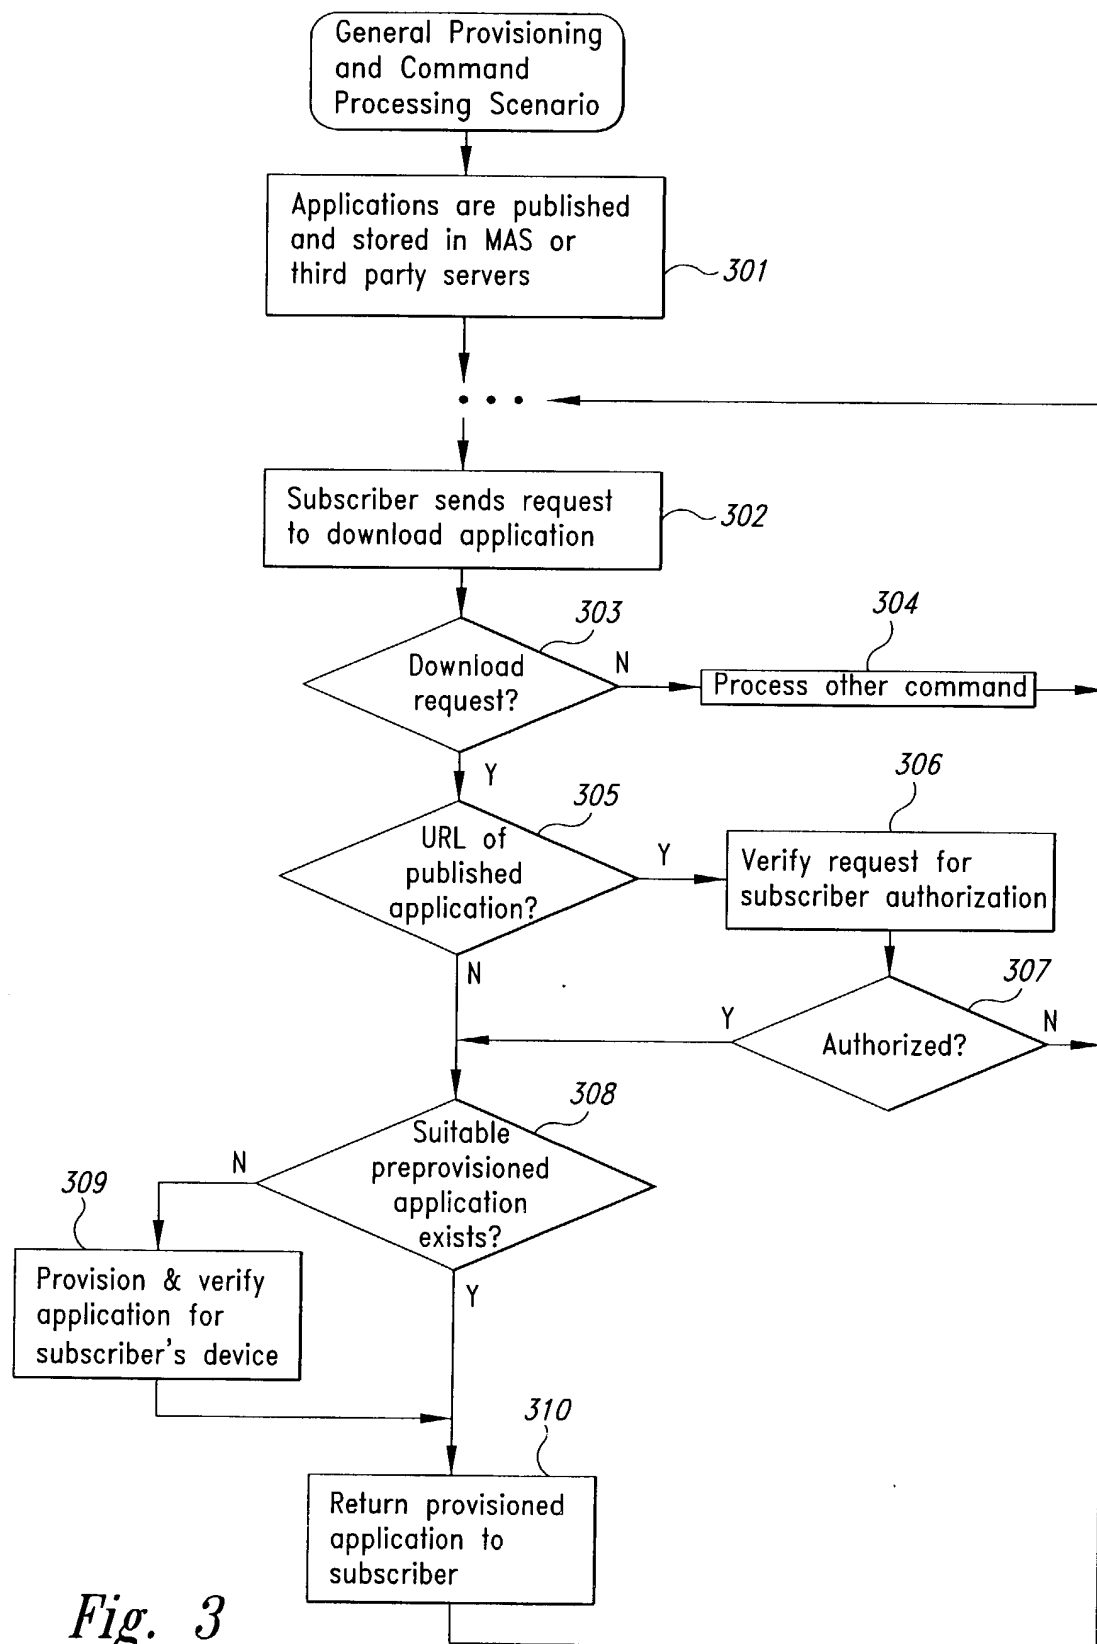 General Provisioning
and Command
Processing Scenario
Applications are published
and stored in MAS or
third party servers
301
• • •
Subscriber sends request
to download application
302
303
Download
request?
N
304
Process other command
Y
305
URL of
published
application?
Y
306
Verify request for
subscriber authorization
N
307
Y
Authorized?
N
308
Suitable
preprovisioned
application
exists?
N
309
Provision & verify
application for
subscriber's device
Y
310
Return provisioned
application to
subscriber
Fig. 3